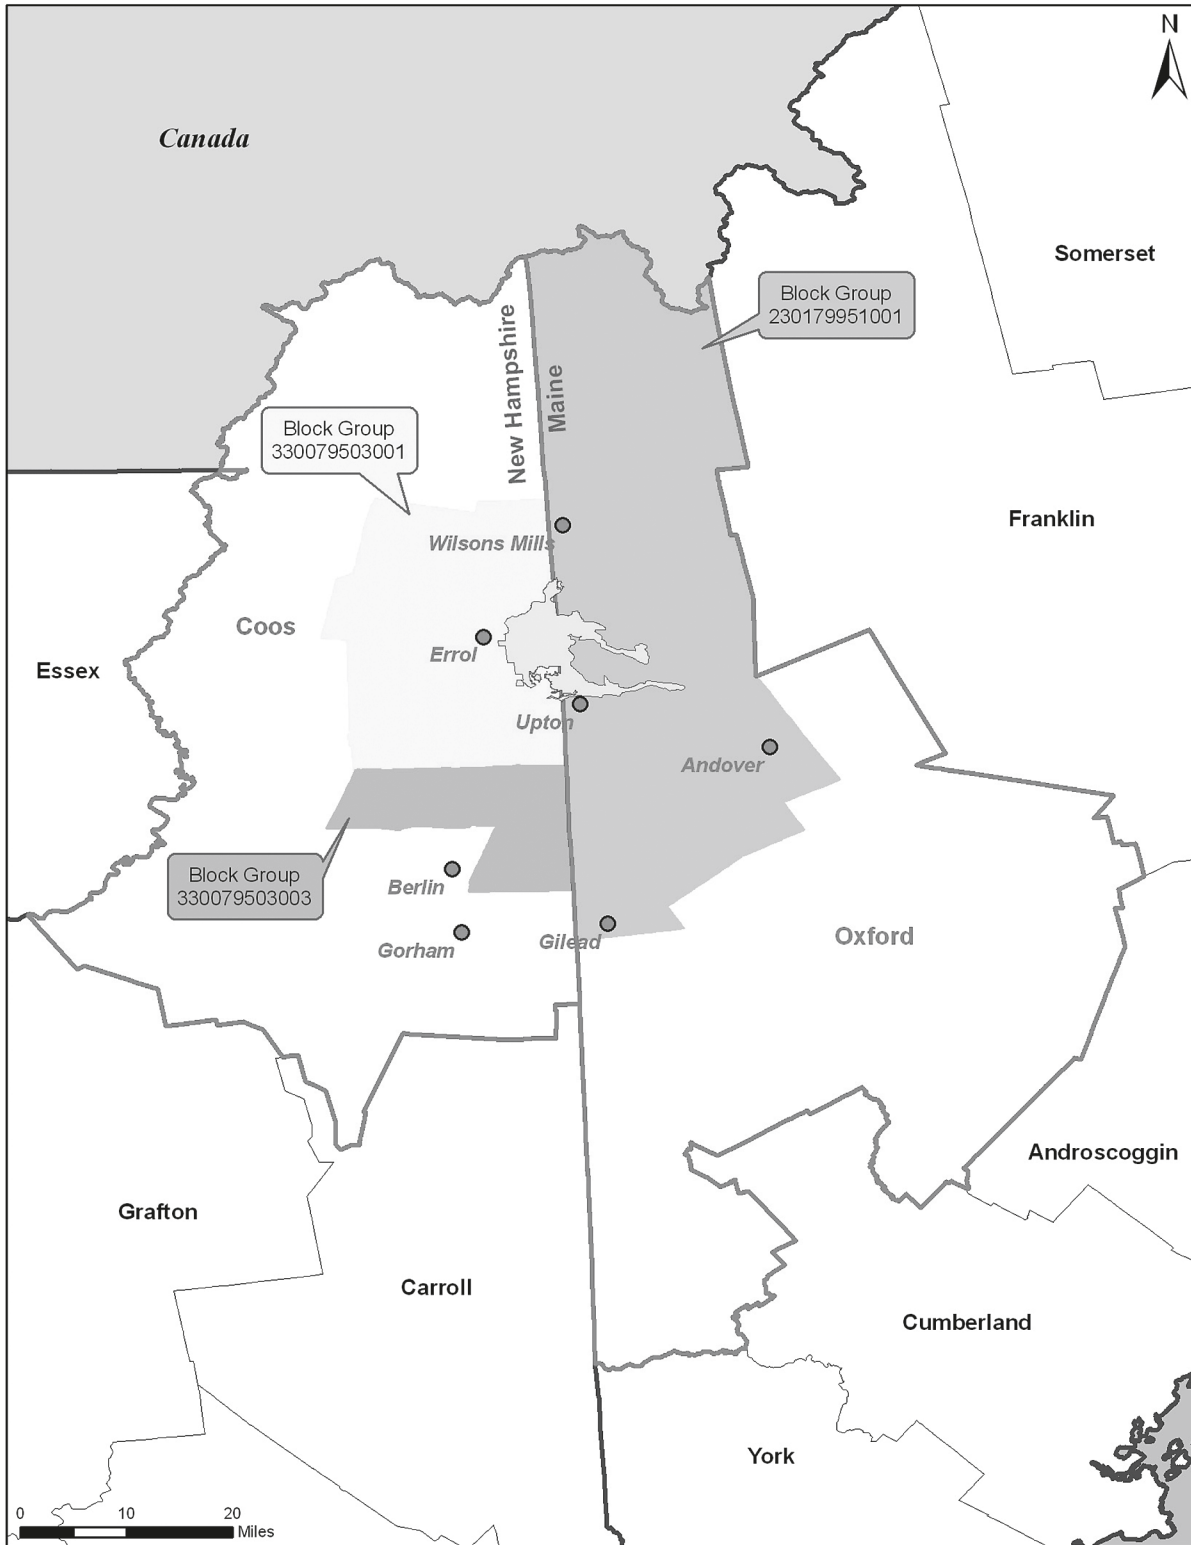 N
Canada
Somerset
Block Group
230179951001
New Hampshire
Maine
Block Group
330079503001
Franklin
Wilsons Mills
Coos
Errol
Essex
Upton
Andover
Block Group
330079503003
Berlin
Gorham
Gilead
Oxford
Androscoggin
Grafton
Carroll
Cumberland
York
0 10 20
Miles